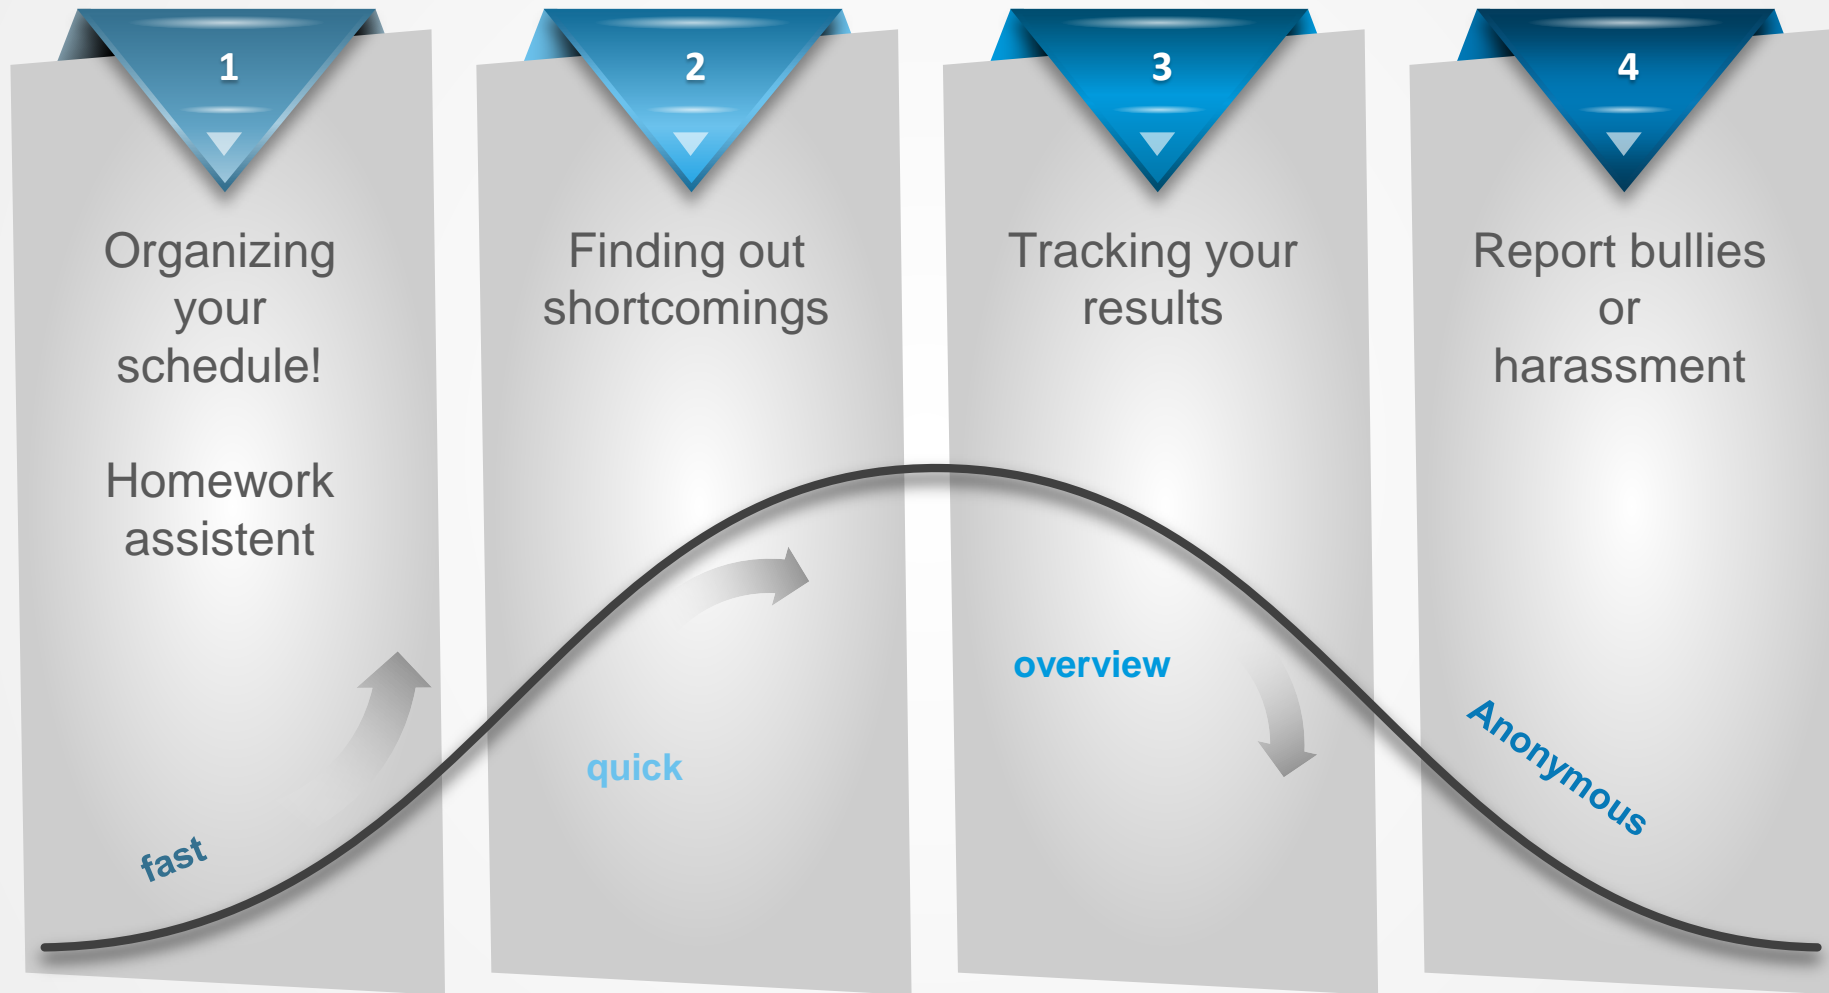 1
Organizing
your
schedule!
Homework
assistent
fast
2
Finding out
shortcomings
quick
3
Tracking your
results
overview
4
Report bullies
or
harassment
Anonymous